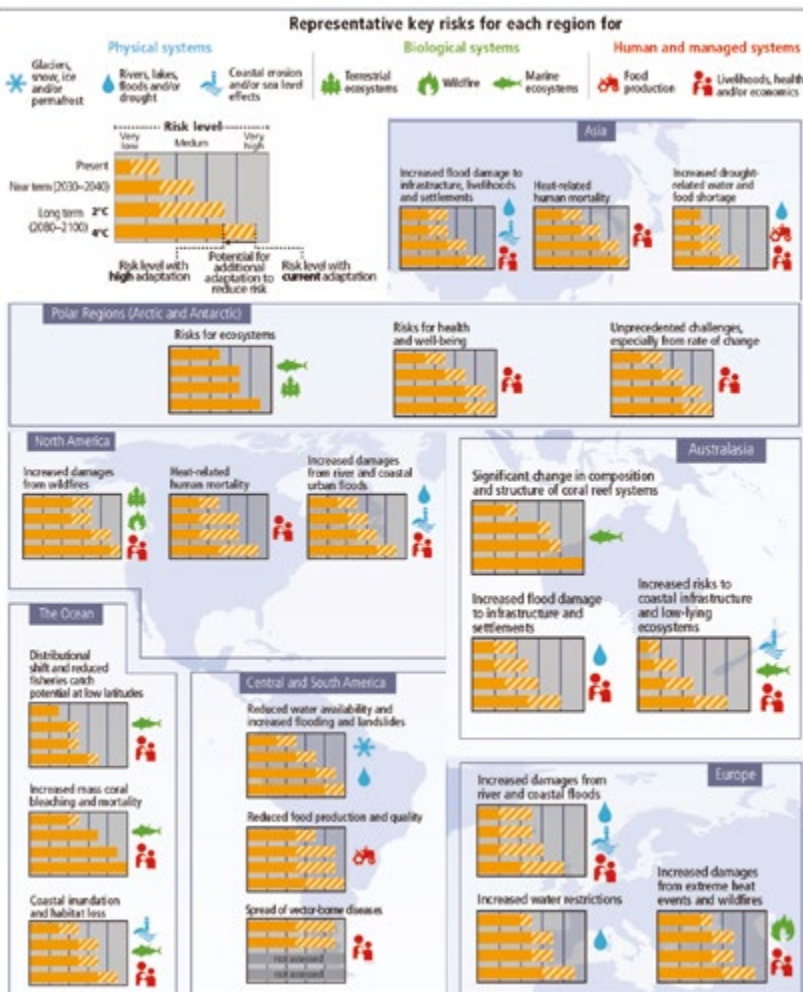 Representative key risks for each region for
Physical systems
Biological systems
Human and managed systems
Glaciers,
snow, ice
and/or
permafrost
Rivers, lakes,
floods and/or
drought
Coastal erosion
and/or sea level
effects
Terrestrial
ecosystems
Wildfire
Marine
ecosystems
Food
production
Livelihoods, health
and/or economics
Risk level
Very
low
Medium
Very
high
Present
Near term (2030–2040)
Long term
(2080–2100)
2°C
4°C
Risk level with
high adaptation
Potential for
additional
adaptation to
reduce risk
Risk level with
current adaptation
Asia
Increased flood damage to
infrastructure, livelihoods
and settlements
Heat-related
human mortality
Increased drought-
related water and
food shortage
Polar Regions (Arctic and Antarctic)
Risks for ecosystems
Risks for health
and well-being
Unprecedented challenges,
especially from rate of change
North America
Increased damages
from wildfires
Heat-related
human mortality
Increased damages
from river and coastal
urban floods
Australasia
Significant change in composition
and structure of coral reef systems
Increased flood damage
to infrastructure and
settlements
Increased risks to
coastal infrastructure
and low-lying
ecosystems
The Ocean
Distributional
shift and reduced
fisheries catch
potential at low latitudes
Increased mass coral
bleaching and mortality
Coastal inundation
and habitat loss
Central and South America
Reduced water availability and
increased flooding and landslides
Reduced food production and quality
Spread of vector-borne diseases
not assessed
not assessed
Europe
Increased damages from
river and coastal floods
Increased water restrictions
Increased damages
from extreme heat
events and wildfires